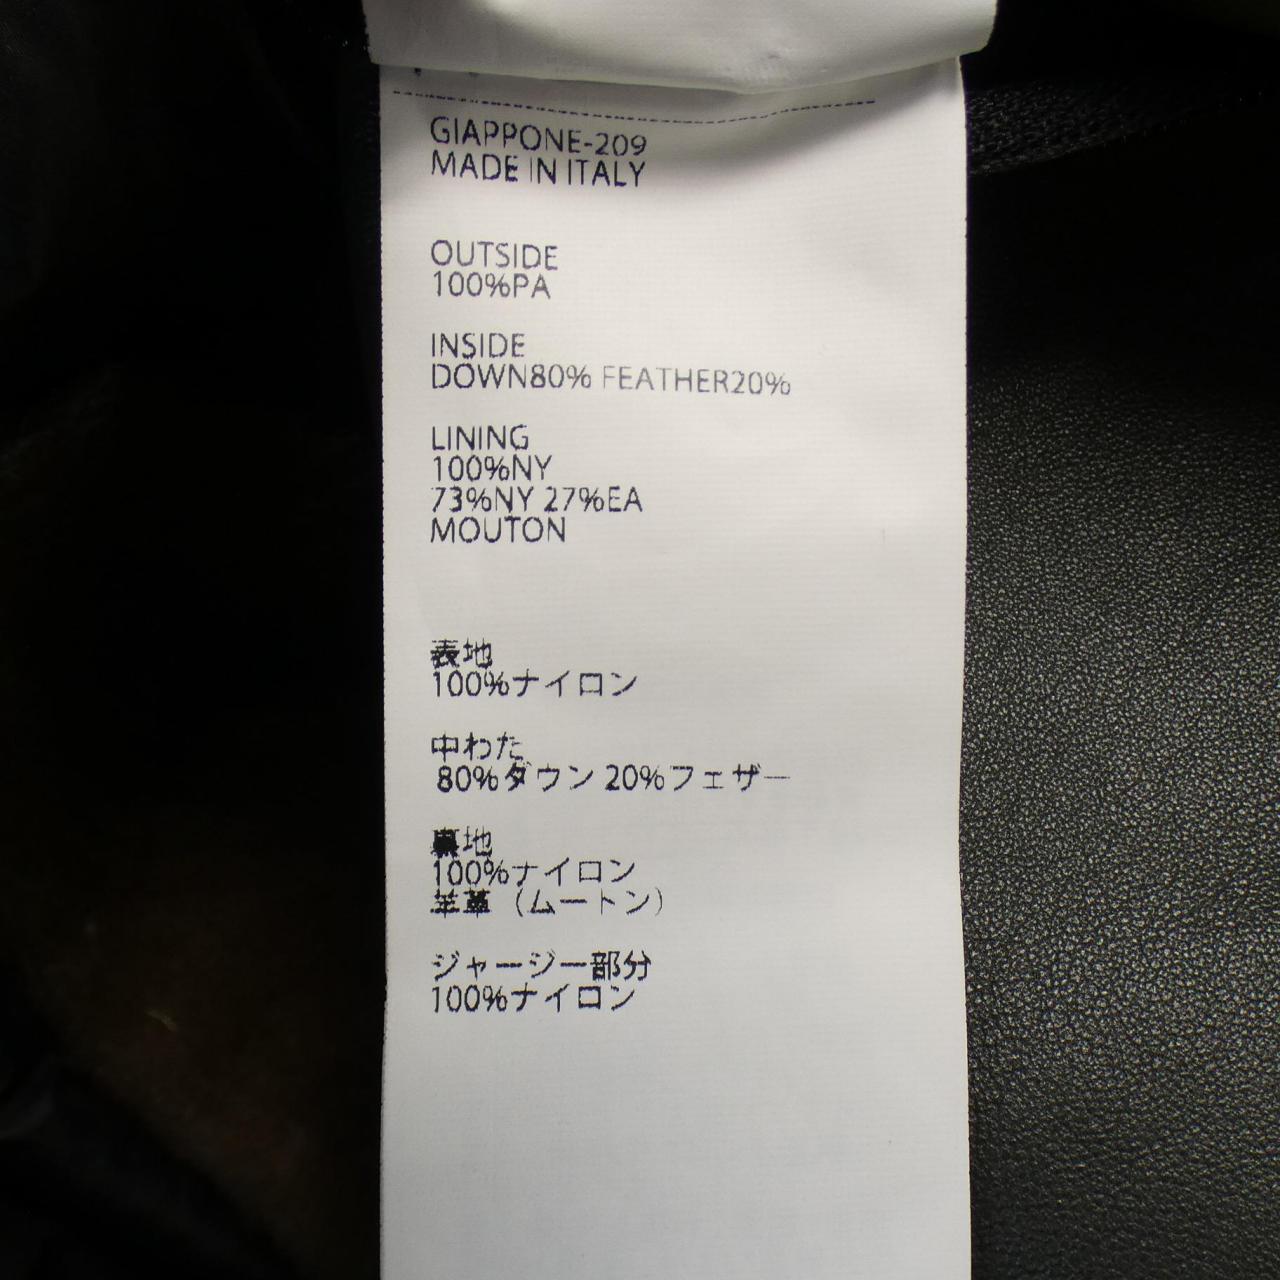 GIAPPONE-209
MADE IN ITALY
OUTSIDE
100%PA
INSIDE
DOWN80% FEATHER20%
LINING
100%NY
73%NY 27%EA
MOUTON
表地
100%ナイロン
中わた
80%ダウン 20%フェザー
裏地
100%ナイロン
羊革（ムートン）
ジャージー部分
100%ナイロン